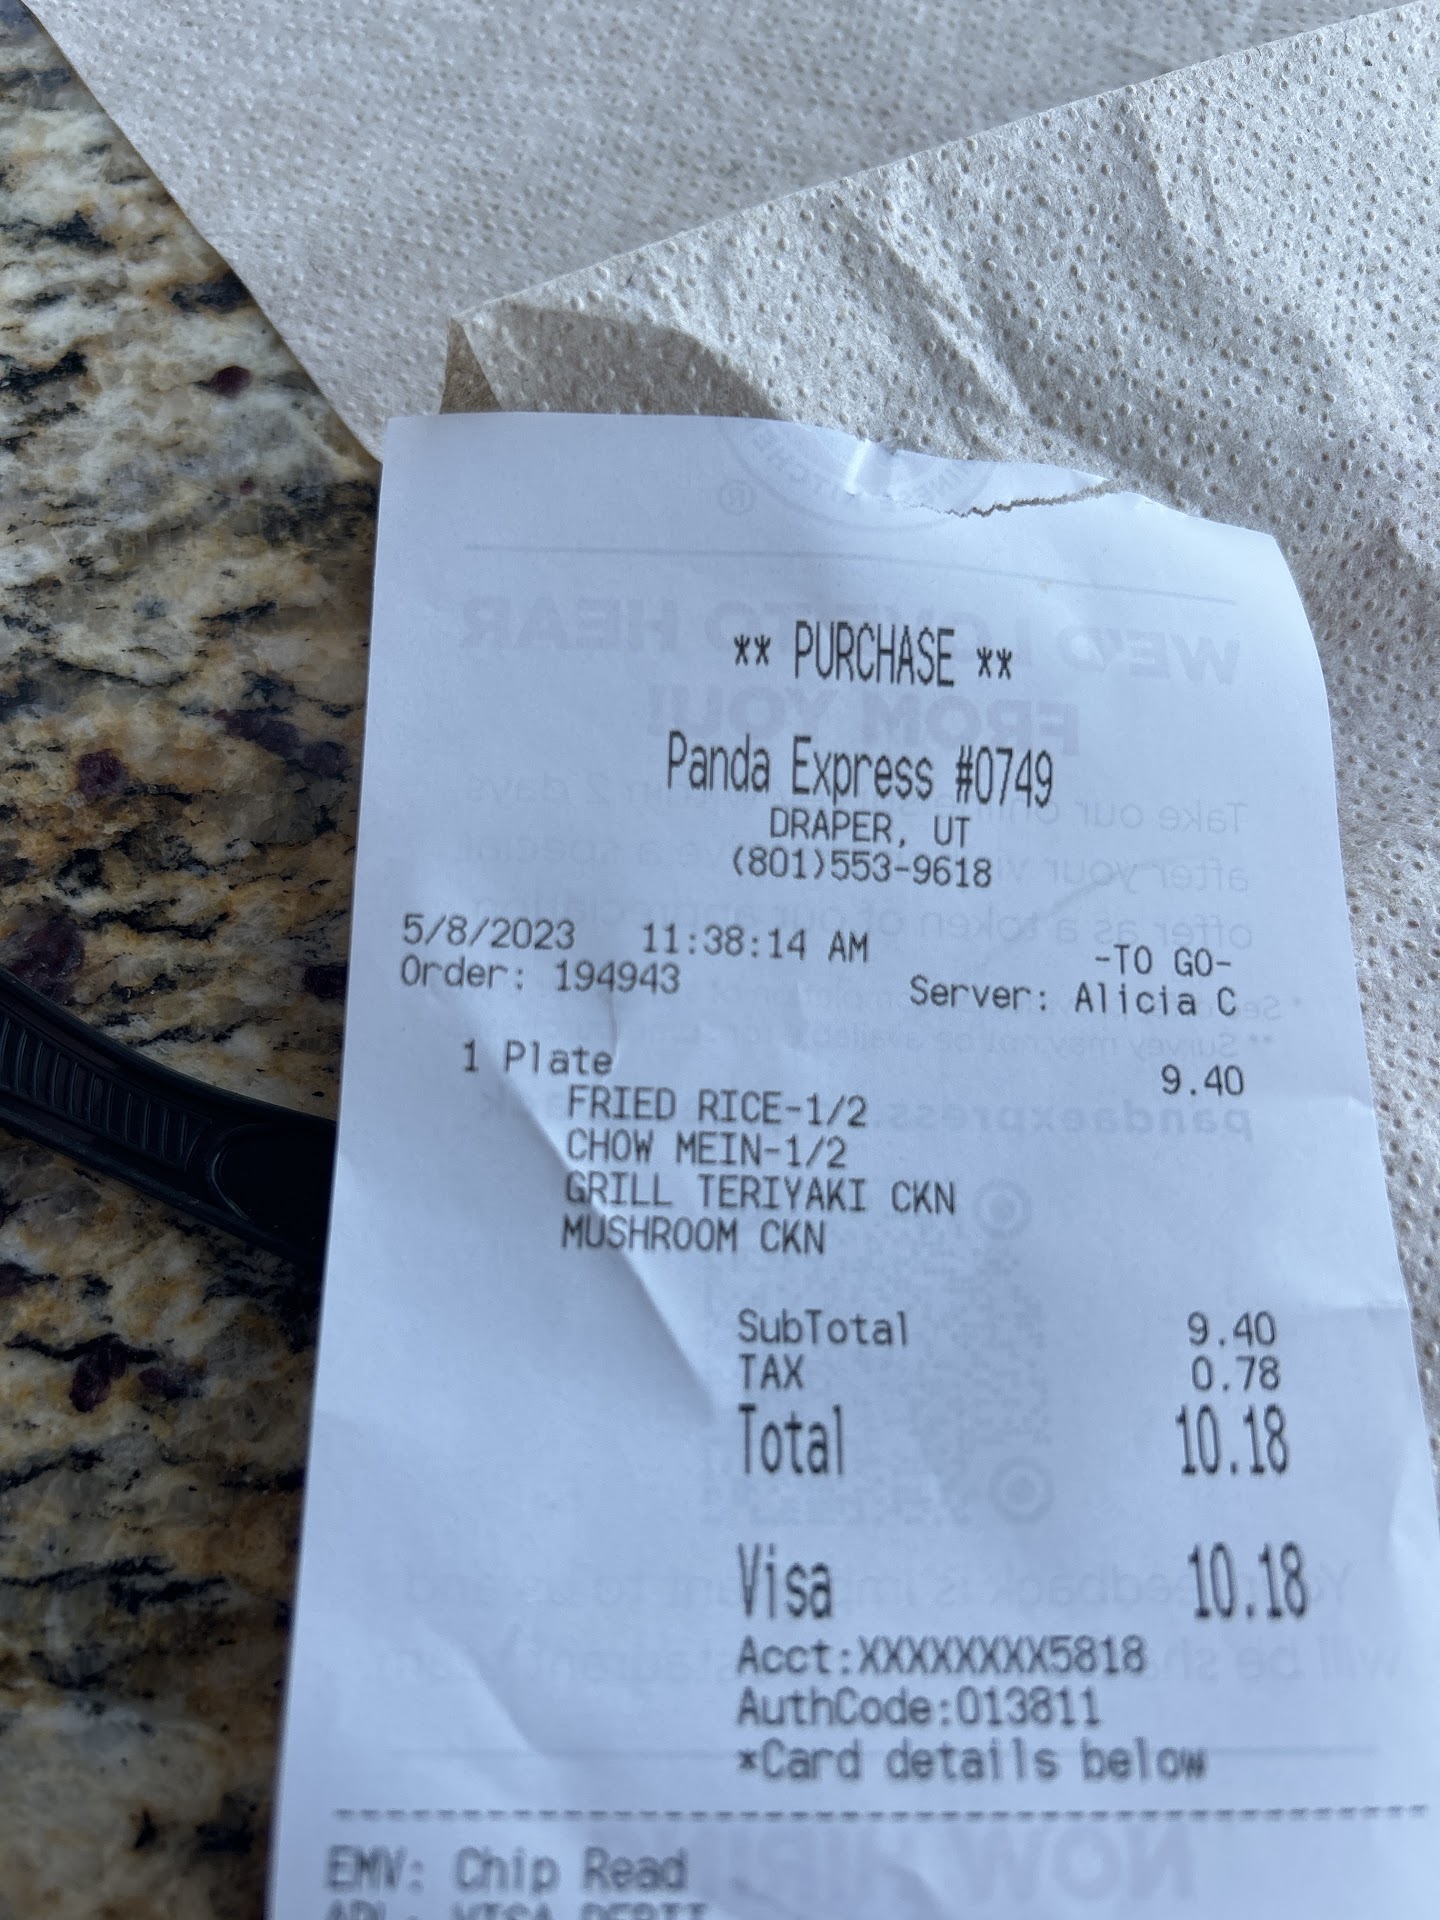 ** PURCHASE **
Panda Express #0749
DRAPER, UT
(801)553-9618
5/8/2023 11:38:14 AM -TO GO-
Order: 194943 Server: Alicia C
1 Plate 9.40
FRIED RICE-1/2
CHOW MEIN-1/2
GRILL TERIYAKI CKN
MUSHROOM CKN
SubTotal 9.40
TAX 0.78
Total 10.18
Visa 10.18
Acct:XXXXXXXX5818
AuthCode:013811
*Card details below
EMV: Chip Read